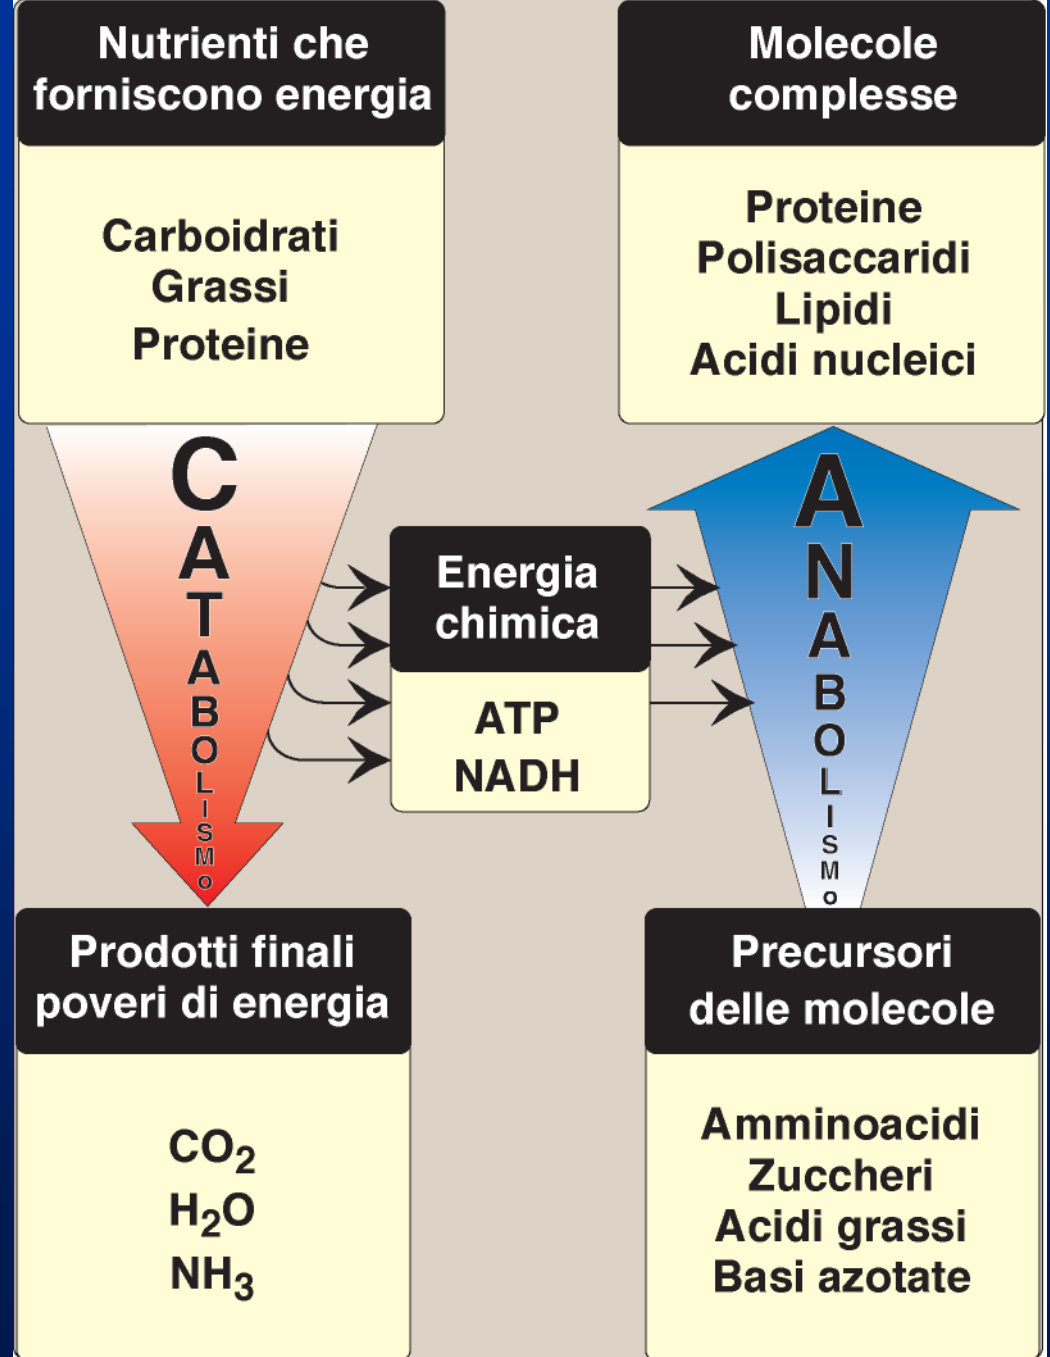 Nutrienti che
forniscono energia
Carboidrati
Grassi
Proteine
CATABOLISMo
Prodotti finali
poveri di energia
CO₂
H₂O
NH₃
Energia
chimica
ATP
NADH
Molecole
complesse
Proteine
Polisaccaridi
Lipidi
Acidi nucleici
ANABOLISMo
Precursori
delle molecole
Amminoacidi
Zuccheri
Acidi grassi
Basi azotate